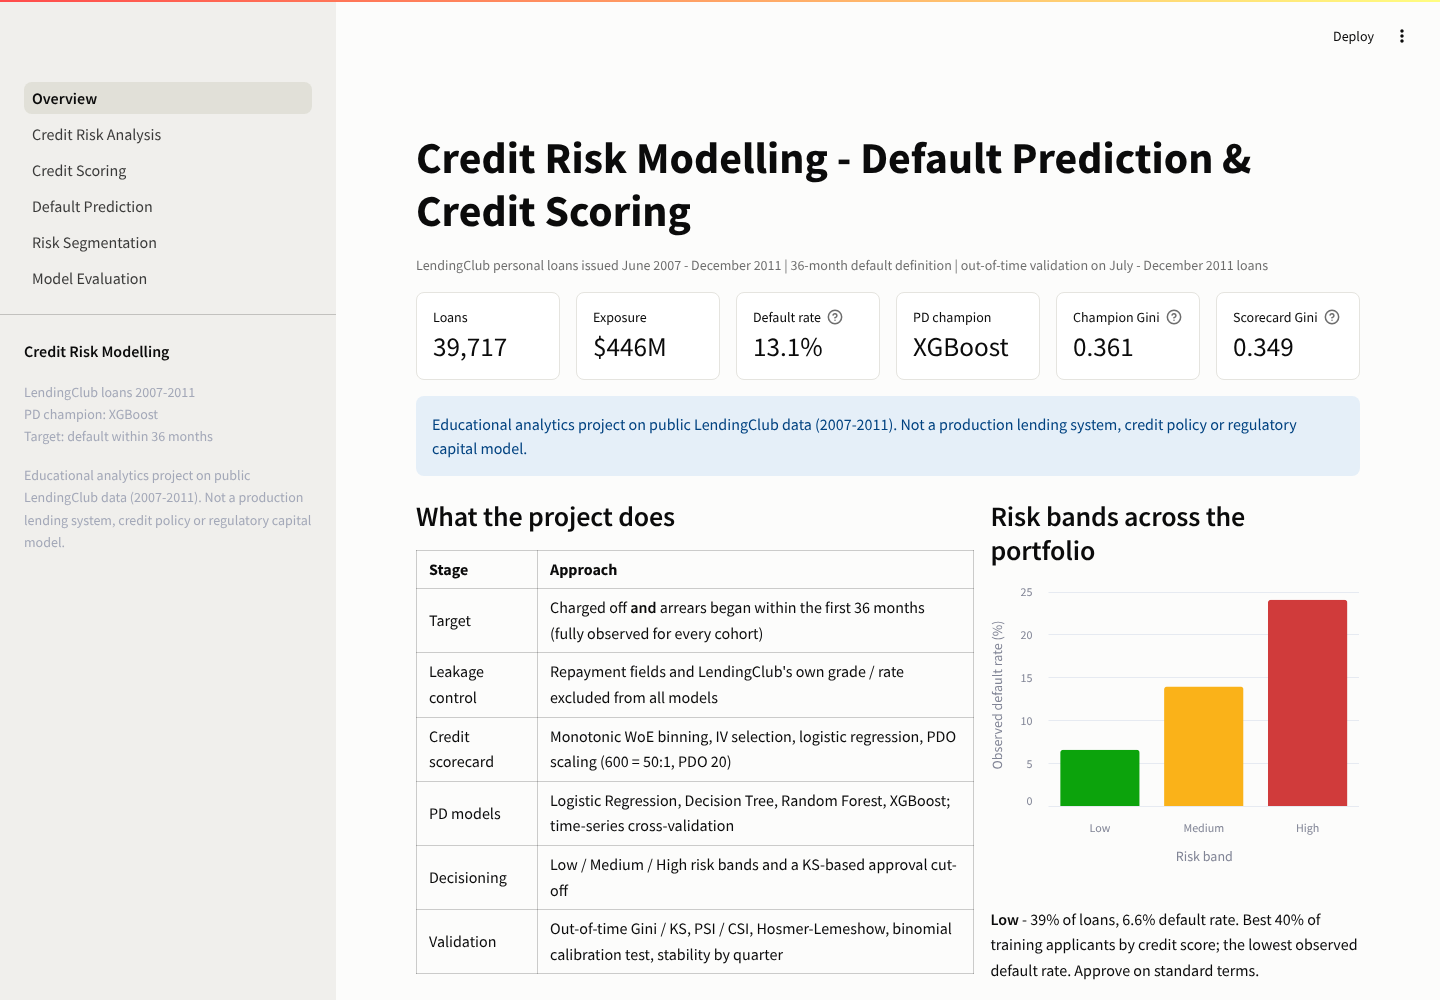 Deploy
Overview
Credit Risk Analysis
Credit Scoring
Default Prediction
Risk Segmentation
Model Evaluation
Credit Risk Modelling
LendingClub loans 2007-2011
PD champion: XGBoost
Target: default within 36 months
Educational analytics project on public
LendingClub data (2007-2011). Not a production
lending system, credit policy or regulatory capital
model.
Credit Risk Modelling - Default Prediction &
Credit Scoring
LendingClub personal loans issued June 2007 - December 2011 | 36-month default definition | out-of-time validation on July - December 2011 loans
Loans
39,717
Exposure
$446M
Default rate
13.1%
PD champion
XGBoost
Champion Gini
0.361
Scorecard Gini
0.349
Educational analytics project on public LendingClub data (2007-2011). Not a production lending system, credit policy or regulatory
capital model.
What the project does
Stage
Approach
Target
Charged off and arrears began within the first 36 months
(fully observed for every cohort)
Leakage
control
Repayment fields and LendingClub's own grade / rate
excluded from all models
Credit
scorecard
Monotonic WoE binning, IV selection, logistic regression, PDO
scaling (600 = 50:1, PDO 20)
PD models
Logistic Regression, Decision Tree, Random Forest, XGBoost;
time-series cross-validation
Decisioning
Low / Medium / High risk bands and a KS-based approval cut-
off
Validation
Out-of-time Gini / KS, PSI / CSI, Hosmer-Lemeshow, binomial
calibration test, stability by quarter
Risk bands across the
portfolio
Observed default rate (%)
25
20
15
10
5
0
Low
Medium
High
Risk band
Low - 39% of loans, 6.6% default rate. Best 40% of
training applicants by credit score; the lowest observed
default rate. Approve on standard terms.